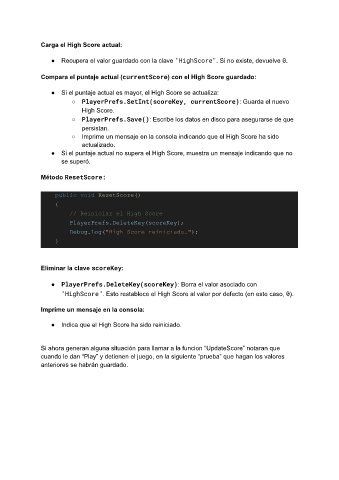 Carga el High Score actual:
● Recupera el valor guardado con la clave "HighScore". Si no existe, devuelve 0.
Compara el puntaje actual (currentScore) con el High Score guardado:
● Si el puntaje actual es mayor, el High Score se actualiza:
○ PlayerPrefs.SetInt(scoreKey, currentScore): Guarda el nuevo
High Score.
○ PlayerPrefs.Save(): Escribe los datos en disco para asegurarse de que
persistan.
○ Imprime un mensaje en la consola indicando que el High Score ha sido
actualizado.
● Si el puntaje actual no supera el High Score, muestra un mensaje indicando que no
se superó.
Método ResetScore:
public void ResetScore()
{
// Reiniciar el High Score
PlayerPrefs.DeleteKey(scoreKey);
Debug.Log("High Score reiniciado.");
}
Eliminar la clave scoreKey:
● PlayerPrefs.DeleteKey(scoreKey): Borra el valor asociado con
"HighScore". Esto restablece el High Score al valor por defecto (en este caso, 0).
Imprime un mensaje en la consola:
● Indica que el High Score ha sido reiniciado.
Si ahora generan alguna situación para llamar a la funcion "UpdateScore" notaran que
cuando le dan "Play" y detienen el juego, en la siguiente "prueba" que hagan los valores
anteriores se habrán guardado.